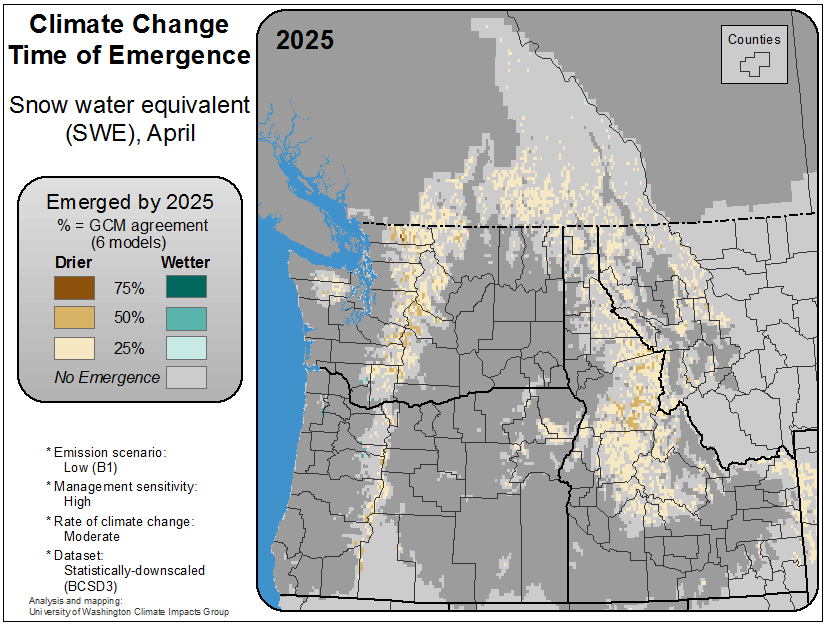 Climate Change
Time of Emergence
Snow water equivalent
(SWE), April
Emerged by 2025
% = GCM agreement
(6 models)
Drier
Wetter
75%
50%
25%
No Emergence
* Emission scenario:
Low (B1)
* Management sensitivity:
High
* Rate of climate change:
Moderate
* Dataset:
Statistically-downscaled
(BCSD3)
Analysis and mapping:
University of Washington Climate Impacts Group
2025
Counties